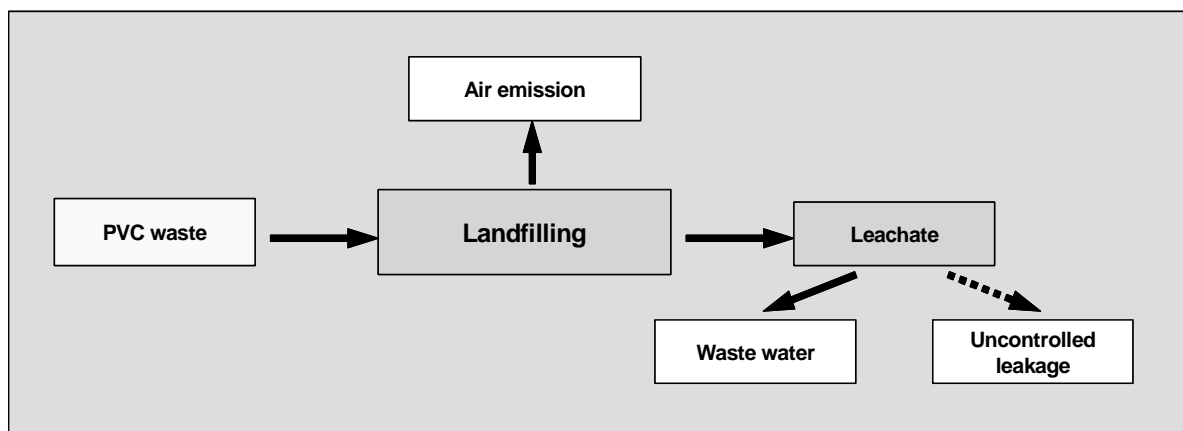 Air emission
PVC waste
Landfilling
Leachate
Waste water
Uncontrolled
leakage